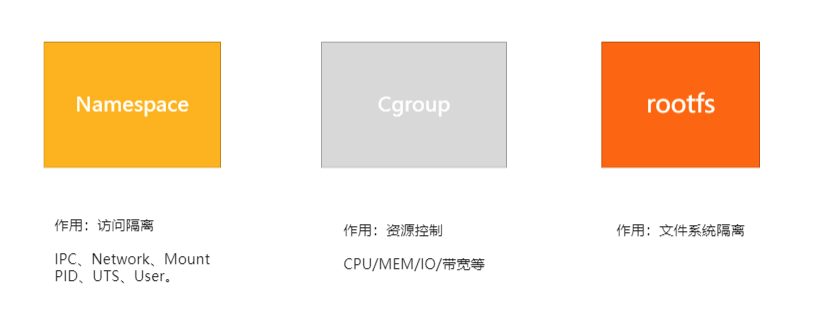 Namespace
Cgroup
rootfs
作用：访问隔离
IPC、Network、Mount
PID、UTS、User。
作用：资源控制
CPU/MEM/IO/带宽等
作用：文件系统隔离